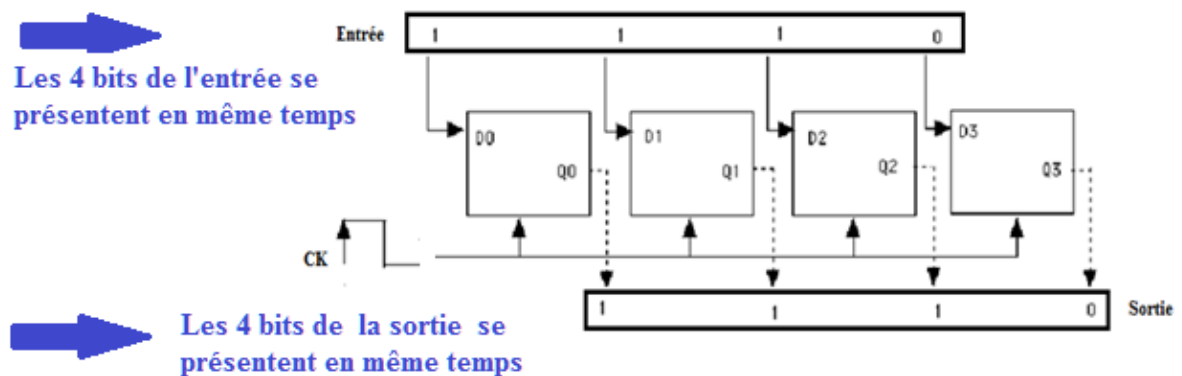 Entrée 1 1 1 0
Les 4 bits de l'entrée se
présentent en même temps
D0 D1 D2 D3
Q0 Q1 Q2 Q3
CK
1 1 1 0 Sortie
Les 4 bits de la sortie se
présentent en même temps